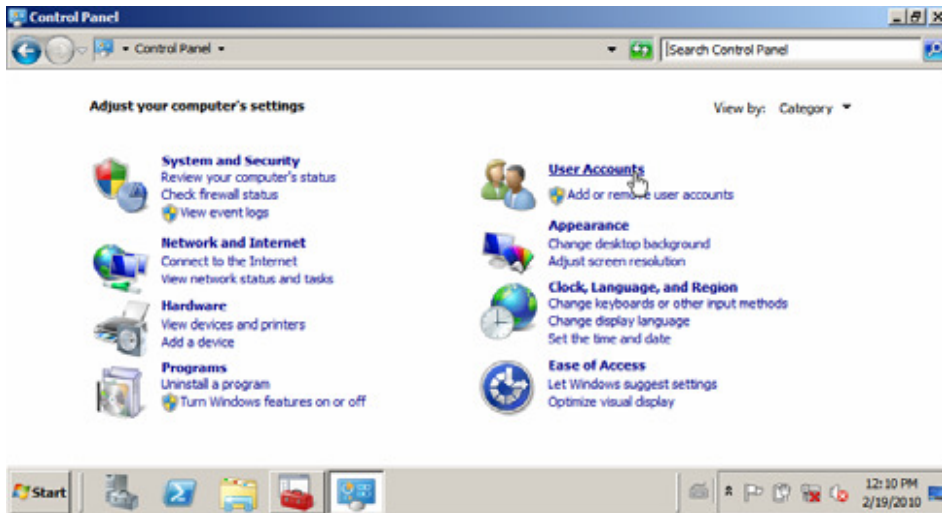 Control Panel
Control Panel
Search Control Panel
Adjust your computer's settings
View by: Category
System and Security
Review your computer's status
Check firewall status
View event logs
Network and Internet
Connect to the Internet
View network status and tasks
Hardware
View devices and printers
Add a device
Programs
Uninstall a program
Turn Windows features on or off
User Accounts
Add or remove user accounts
Appearance
Change desktop background
Adjust screen resolution
Clock, Language, and Region
Change keyboards or other input methods
Change display language
Set the time and date
Ease of Access
Let Windows suggest settings
Optimize visual display
Start
12:10 PM
2/19/2010